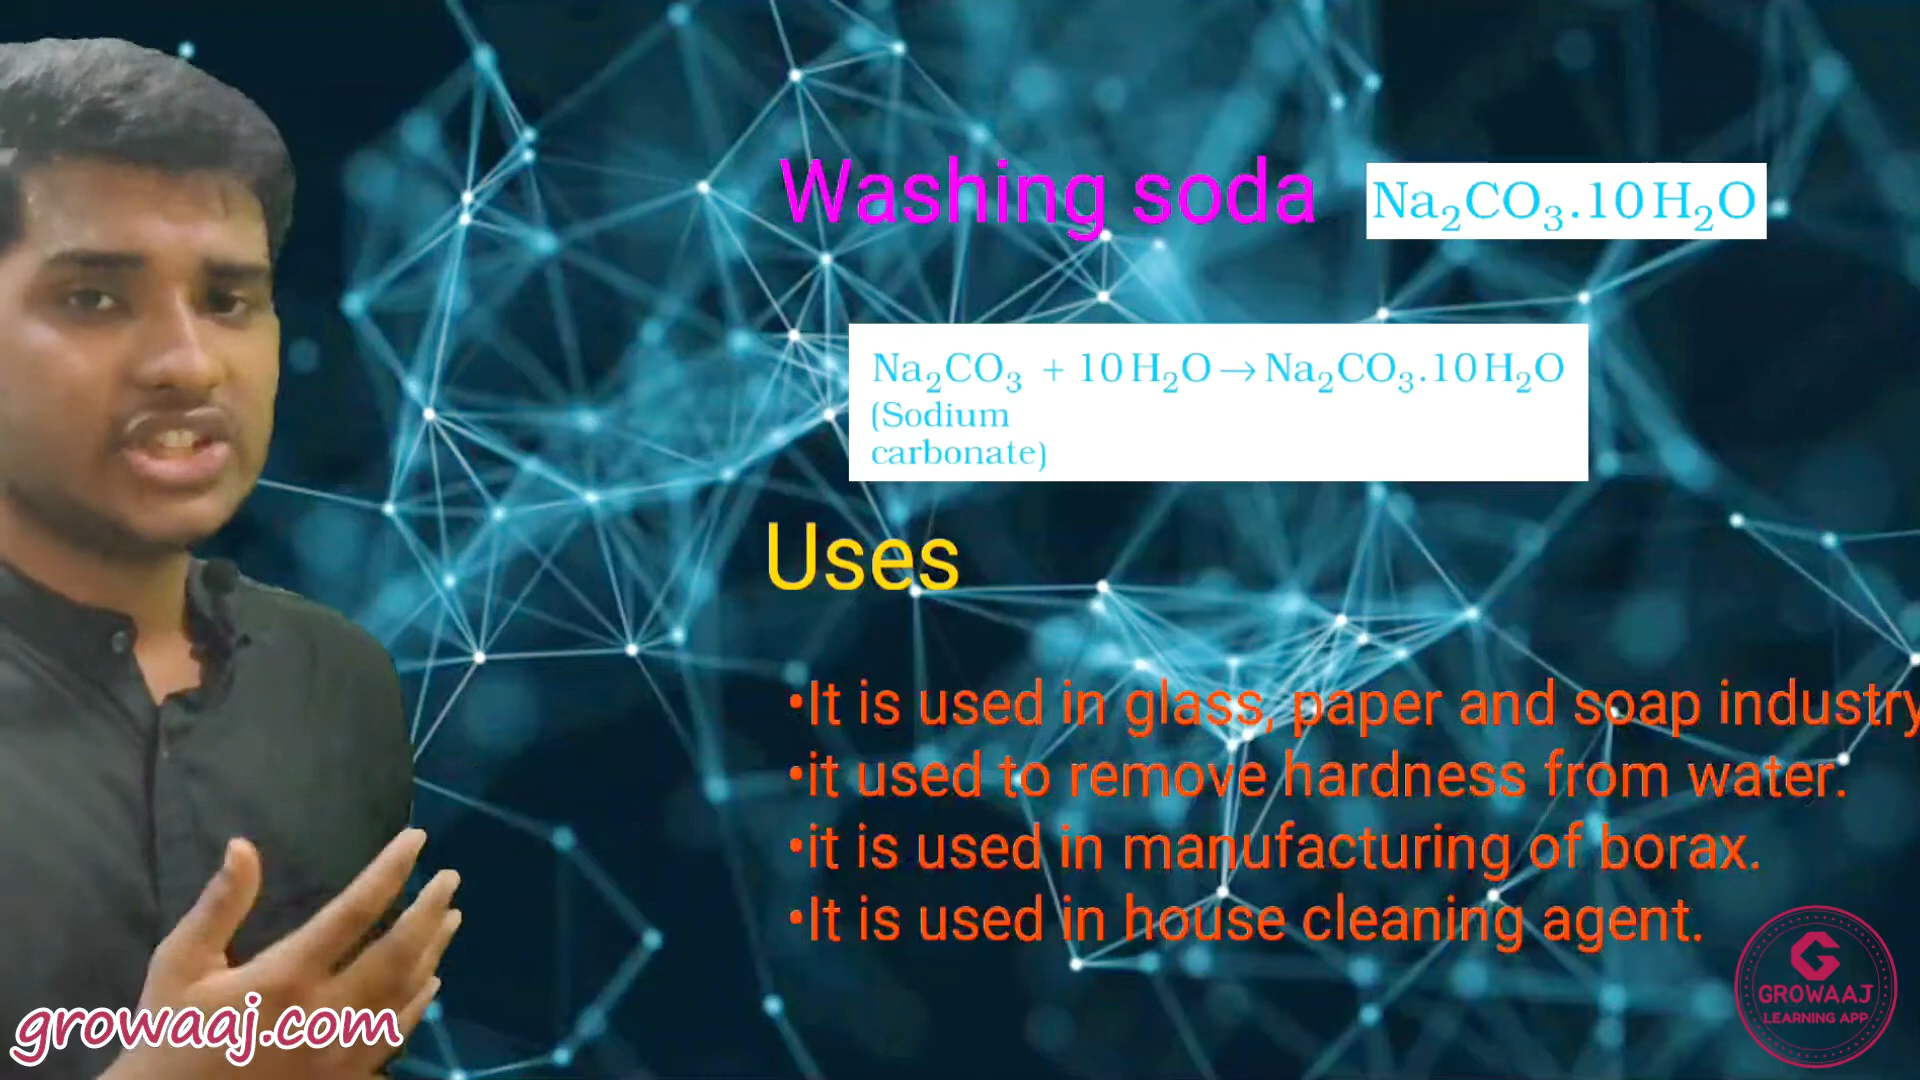 Washing soda Na₂CO₃.10H₂O
Na₂CO₃ + 10H₂O → Na₂CO₃.10H₂O
(Sodium
carbonate)
Uses
•It is used in glass, paper and soap industry
•it used to remove hardness from water.
•it is used in manufacturing of borax.
•It is used in house cleaning agent.
growaaj.com
G
GROWAAJ
LEARNING APP